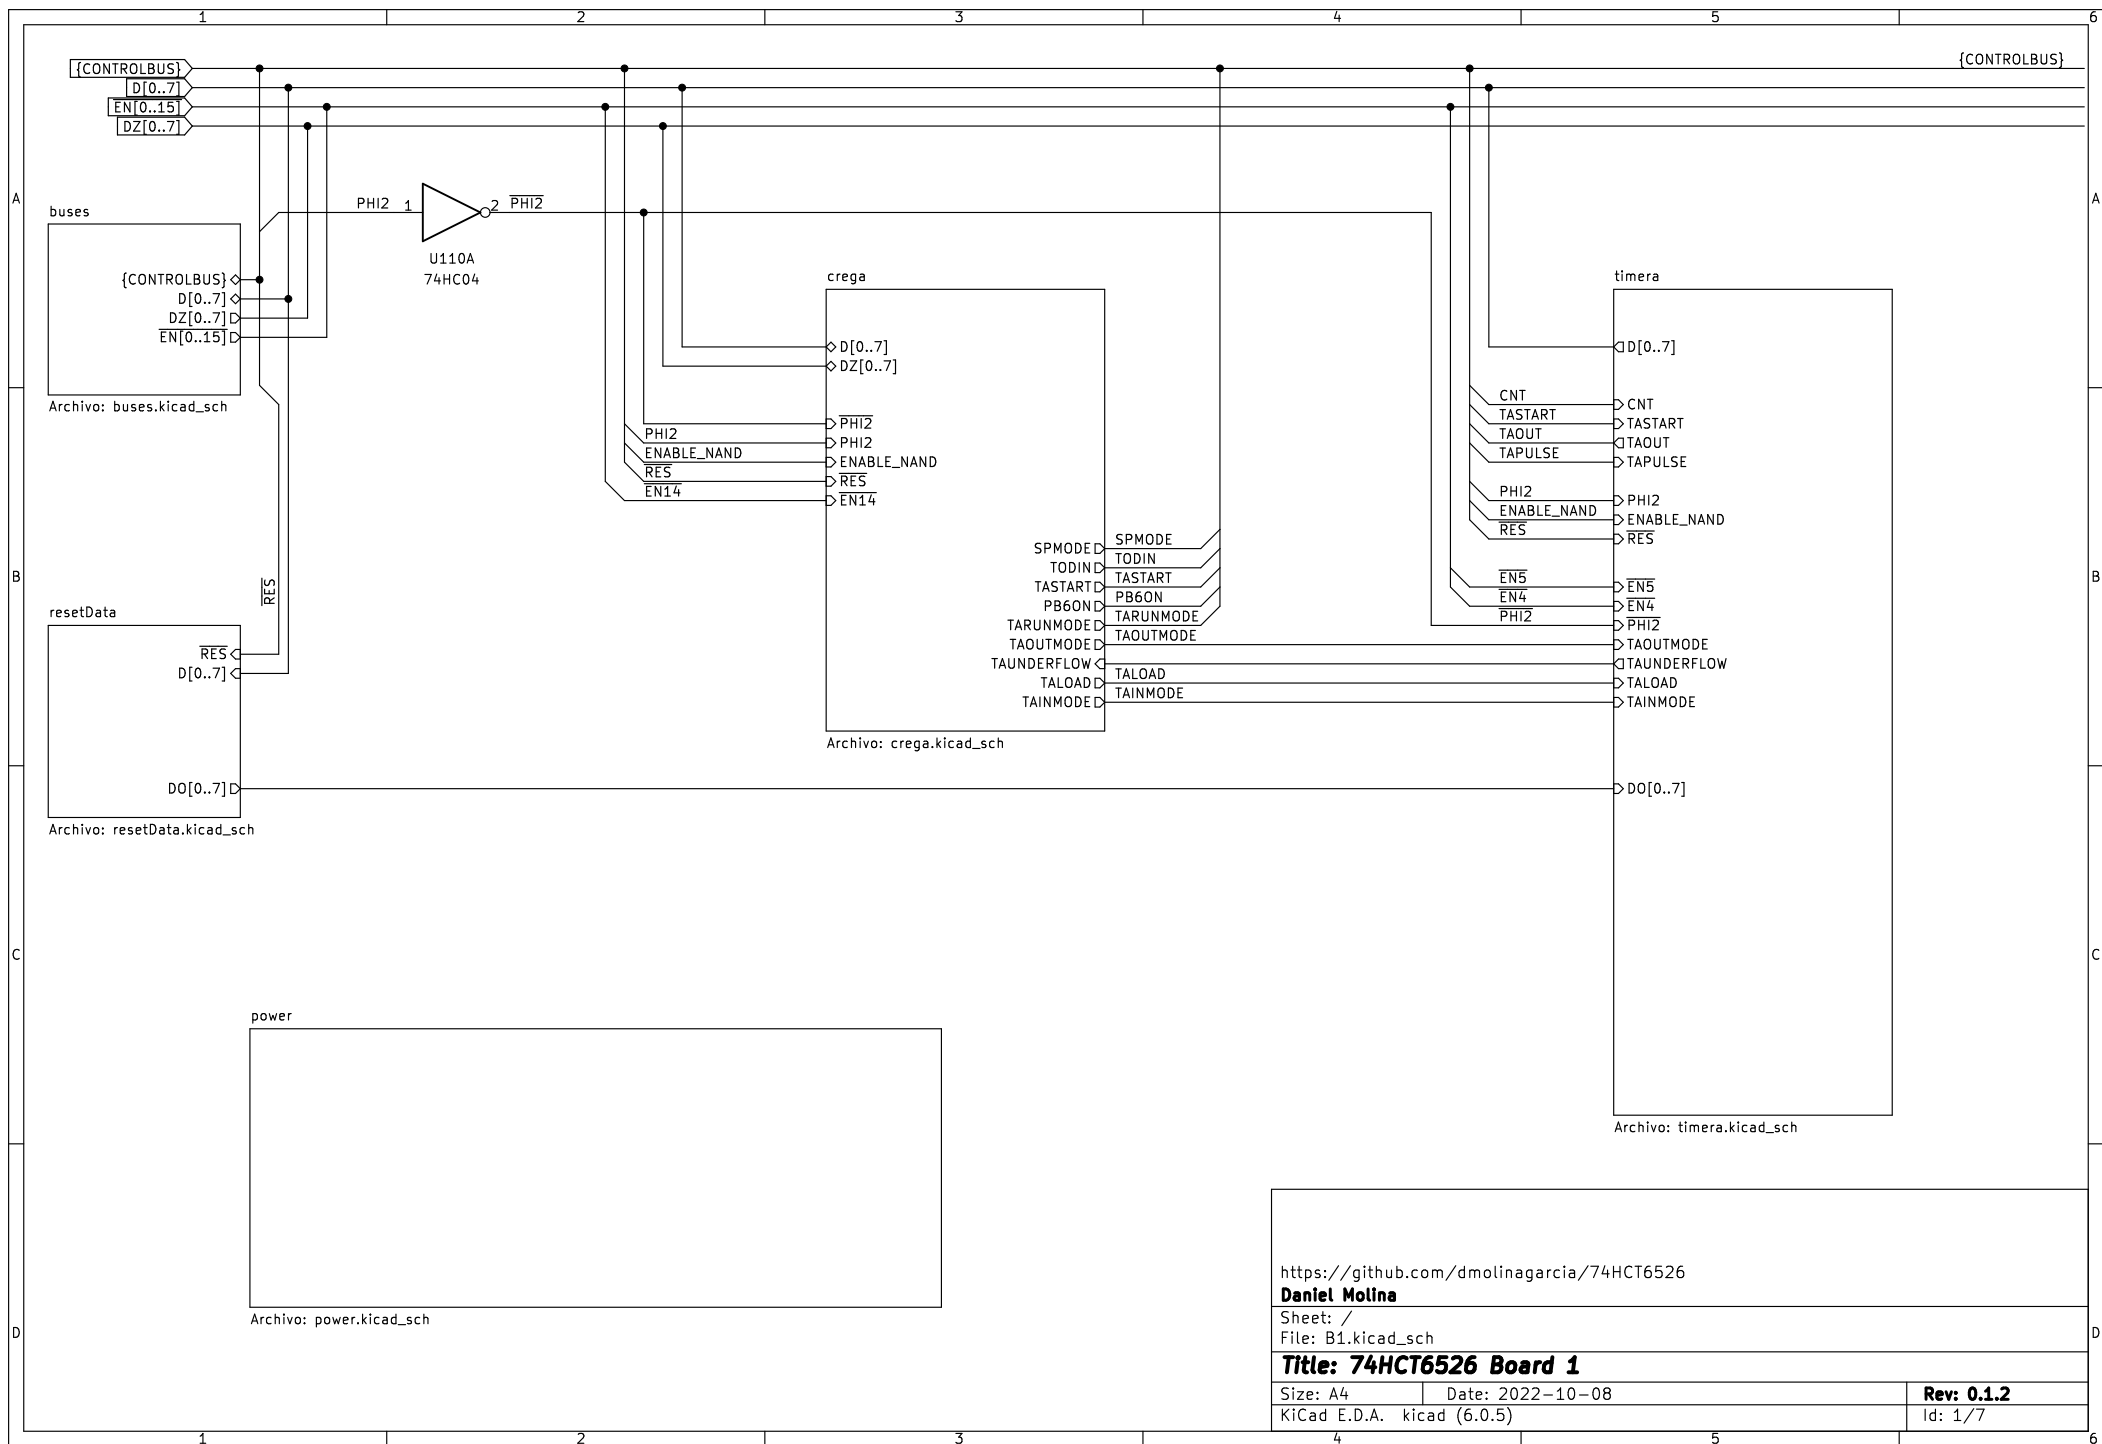 1 2 3 4 5 6
{CONTROLBUS} {CONTROLBUS}
D[0..7]
EN[0..15]
DZ[0..7]
A A
buses
PHI2 1 2 PHI2
U110A
74HC04
{CONTROLBUS}
D[0..7]
DZ[0..7]
EN[0..15]
Archivo: buses.kicad_sch
RES
resetData
RES
D[0..7]
DO[0..7]
Archivo: resetData.kicad_sch
crega
D[0..7]
DZ[0..7]
PHI2
PHI2 PHI2
ENABLE_NAND ENABLE_NAND
RES RES
EN14 EN14
SPMODE SPMODE
TODIN TODIN
TASTART TASTART
PB6ON PB6ON
TARUNMODE TARUNMODE
TAOUTMODE TAOUTMODE
TAUNDERFLOW
TALOAD TALOAD
TAINMODE TAINMODE
Archivo: crega.kicad_sch
timera
D[0..7]
CNT CNT
TASTART TASTART
TAOUT TAOUT
TAPULSE TAPULSE
PHI2 PHI2
ENABLE_NAND ENABLE_NAND
RES RES
EN5 EN5
EN4 EN4
PHI2 PHI2
TAOUTMODE
TAUNDERFLOW
TALOAD
TAINMODE
DO[0..7]
Archivo: timera.kicad_sch
B B
C C
power
Archivo: power.kicad_sch
D D
https://github.com/dmolinagarcia/74HCT6526
Daniel Molina
Sheet: /
File: B1.kicad_sch
Title: 74HCT6526 Board 1
Size: A4 Date: 2022-10-08 Rev: 0.1.2
KiCad E.D.A. kicad (6.0.5) Id: 1/7
1 2 3 4 5 6